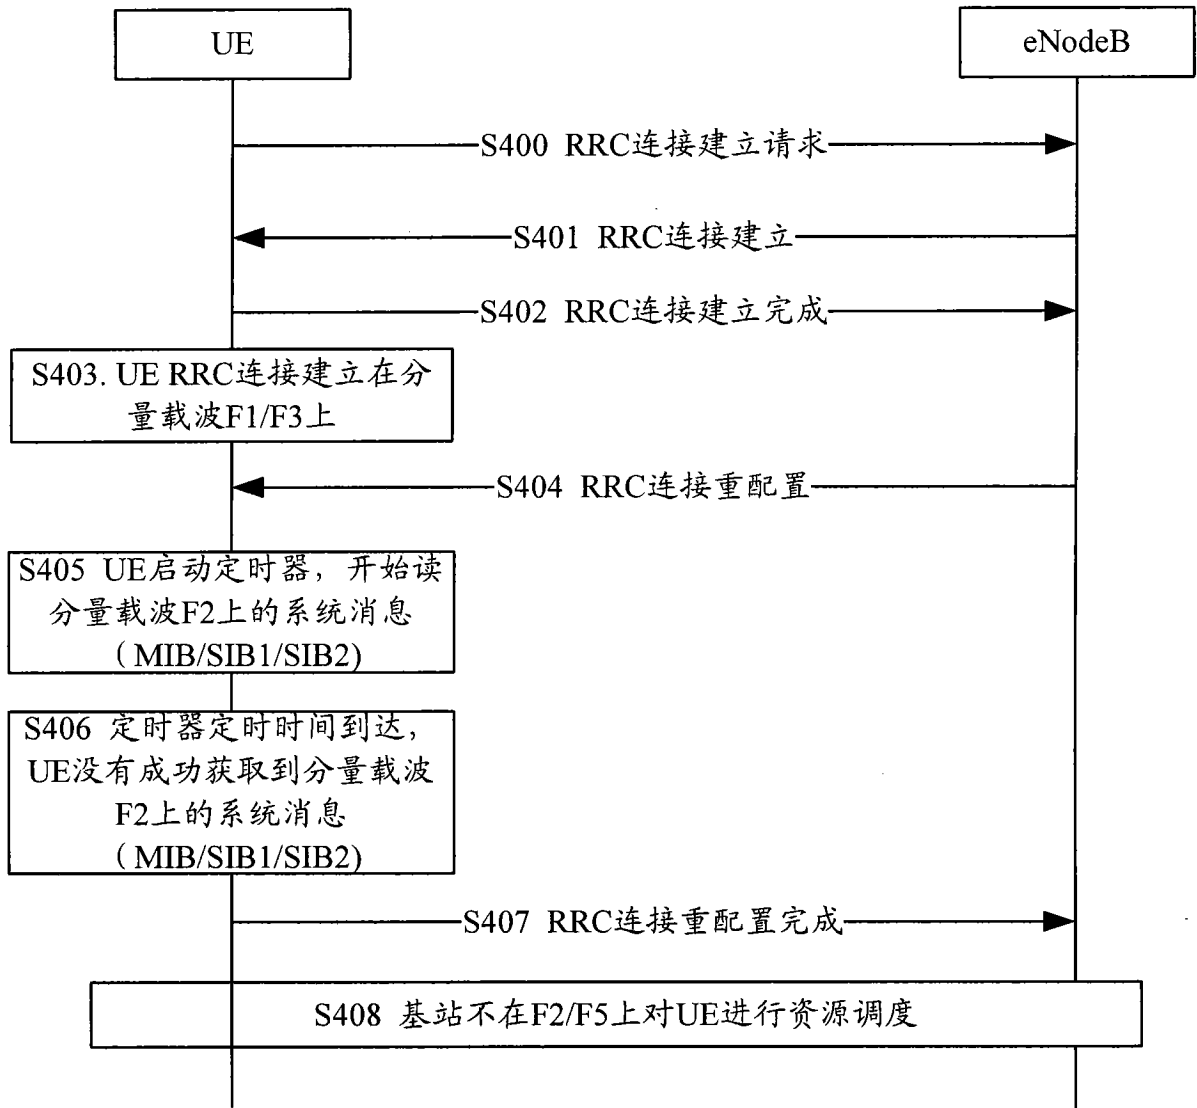 UE
eNodeB
S400 RRC连接建立请求
S401 RRC连接建立
S402 RRC连接建立完成
S403. UE RRC连接建立在分
量载波F1/F3上
S404 RRC连接重配置
S405 UE启动定时器，开始读
分量载波F2上的系统消息
（MIB/SIB1/SIB2)
S406 定时器定时时间到达，
UE没有成功获取到分量载波
F2上的系统消息
（MIB/SIB1/SIB2)
S407 RRC连接重配置完成
S408 基站不在F2/F5上对UE进行资源调度